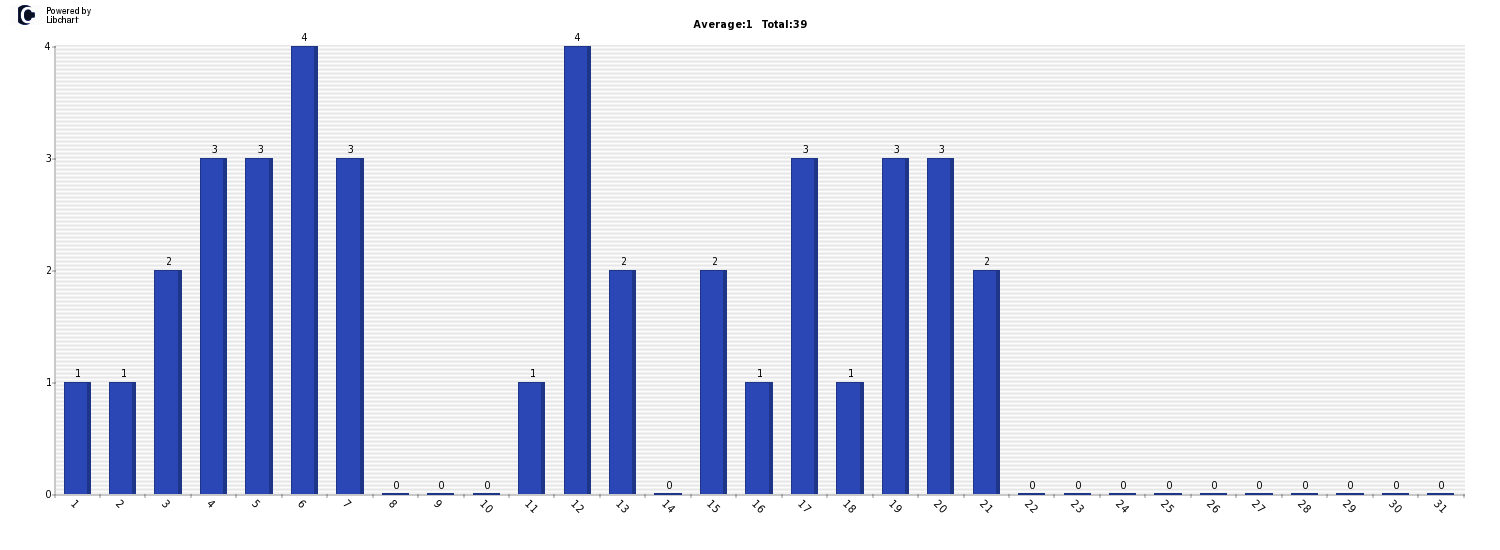 Powered by
Libchart
Average:1 Total:39
4
3
2
1
0
1 1 2 3 3 4 3 0 0 0 1 4 2 0 2 1 3 1 3 3 2 0 0 0 0 0 0 0 0 0 0
1 2 3 4 5 6 7 8 9 10 11 12 13 14 15 16 17 18 19 20 21 22 23 24 25 26 27 28 29 30 31